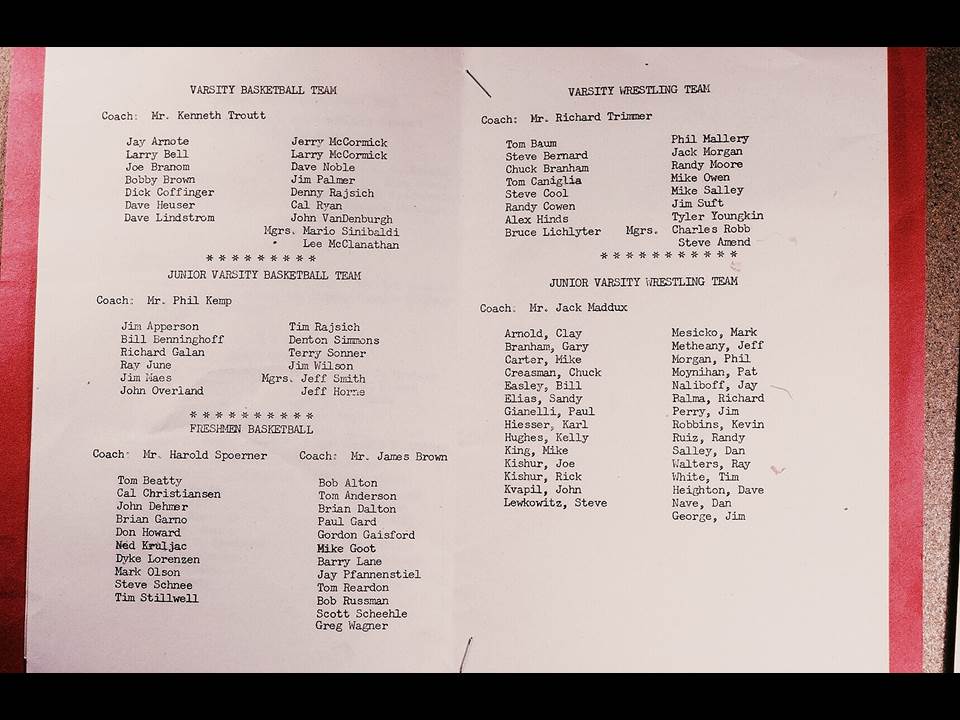 VARSITY BASKETBALL TEAM
Coach: Mr. Kenneth Troutt
Jay Arnote Jerry McCormick
Larry Bell Larry McCormick
Joe Branom Dave Noble
Bobby Brown Jim Palmer
Dick Coffinger Denny Rajsich
Dave Heuser Cal Ryan
Dave Lindstrom John VanDenburgh
Mgrs. Mario Sinibaldi
Lee McClanathan
* * * * * * * * *
JUNIOR VARSITY BASKETBALL TEAM
Coach: Mr. Phil Kemp
Jim Apperson Tim Rajsich
Bill Benninghoff Denton Simmons
Richard Galan Terry Sonner
Ray June Jim Wilson
Jim Maes Mgrs. Jeff Smith
John Overland Jeff Horne
* * * * * * * * * *
FRESHMEN BASKETBALL
Coach: Mr. Harold Spoerner Coach: Mr. James Brown
Tom Beatty Bob Alton
Cal Christiansen Tom Anderson
John Dehmer Brian Dalton
Brian Garno Paul Gard
Don Howard Gordon Gaisford
Ned Kruljac Mike Goot
Dyke Lorenzen Barry Lane
Mark Olson Jay Pfannenstiel
Steve Schnee Tom Reardon
Tim Stillwell Bob Russman
Scott Scheehle
Greg Wagner
VARSITY WRESTLING TEAM
Coach: Mr. Richard Trimmer
Tom Baum Phil Mallery
Steve Bernard Jack Morgan
Chuck Branham Randy Moore
Tom Caniglia Mike Owen
Steve Cool Mike Salley
Randy Cowen Jim Suft
Alex Hinds Tyler Youngkin
Bruce Lichlyter Mgrs. Charles Robb
Steve Amend
* * * * * * * * * * *
JUNIOR VARSITY WRESTLING TEAM
Coach: Mr. Jack Maddux
Arnold, Clay Mesicko, Mark
Branham, Gary Metheany, Jeff
Carter, Mike Morgan, Phil
Creasman, Chuck Moynihan, Pat
Easley, Bill Naliboff, Jay
Elias, Sandy Palma, Richard
Gianelli, Paul Perry, Jim
Hiesser, Karl Robbins, Kevin
Hughes, Kelly Ruiz, Randy
King, Mike Salley, Dan
Kishur, Joe Walters, Ray
Kishur, Rick White, Tim
Kvapil, John Heighton, Dave
Lewkowitz, Steve Nave, Dan
George, Jim